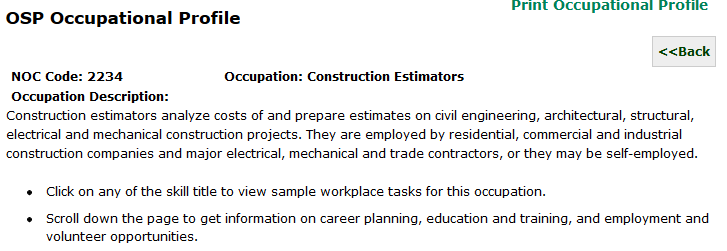 Print Occupational Profile
OSP Occupational Profile
<<Back
NOC Code: 2234 Occupation: Construction Estimators
Occupation Description:
Construction estimators analyze costs of and prepare estimates on civil engineering, architectural, structural,
electrical and mechanical construction projects. They are employed by residential, commercial and industrial
construction companies and major electrical, mechanical and trade contractors, or they may be self-employed.
• Click on any of the skill title to view sample workplace tasks for this occupation.
• Scroll down the page to get information on career planning, education and training, and employment and
volunteer opportunities.